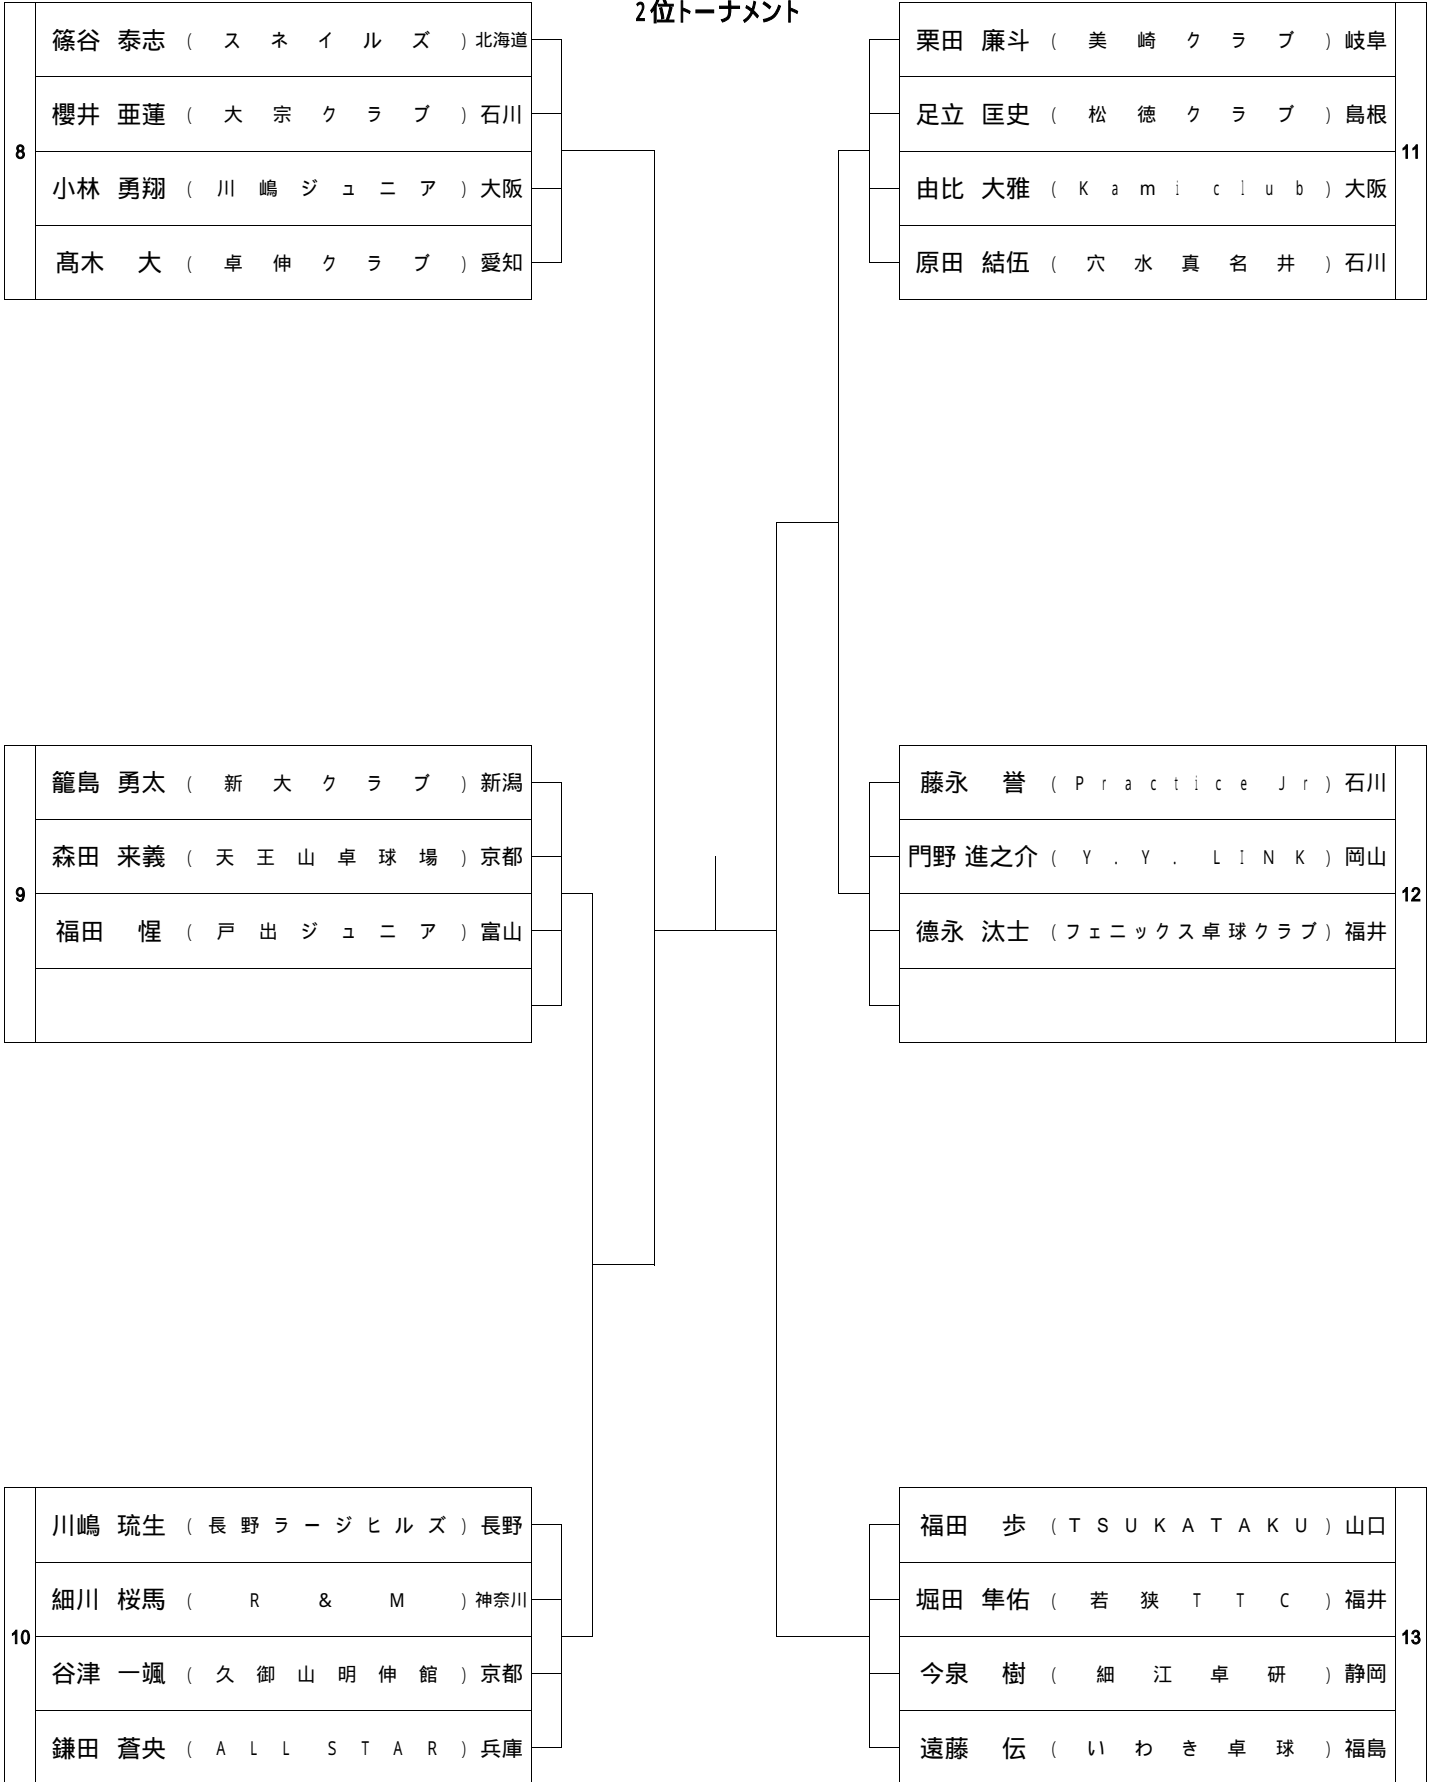 2位トーナメント
8
篠谷 泰志 (スネイルズ) 北海道
櫻井 亜蓮 (大宗クラブ) 石川
小林 勇翔 (川嶋ジュニア) 大阪
髙木 大 (卓伸クラブ) 愛知
11
栗田 廉斗 (美崎クラブ) 岐阜
足立 匡史 (松徳クラブ) 島根
由比 大雅 (Kami club) 大阪
原田 結伍 (穴水真名井) 石川
9
籠島 勇太 (新大クラブ) 新潟
森田 来義 (天王山卓球場) 京都
福田 惺 (戸出ジュニア) 富山
12
藤永 誉 (Practice Jr) 石川
門野 進之介 (Y.Y. LINK) 岡山
德永 汰士 (フェニックス卓球クラブ) 福井
10
川嶋 琉生 (長野ラージヒルズ) 長野
細川 桜馬 (R&M) 神奈川
谷津 一颯 (久御山明伸館) 京都
鎌田 蒼央 (ALL STAR) 兵庫
13
福田 歩 (TSUKATAKU) 山口
堀田 隼佑 (若狭TTC) 福井
今泉 樹 (細江卓研) 静岡
遠藤 伝 (いわき卓球) 福島